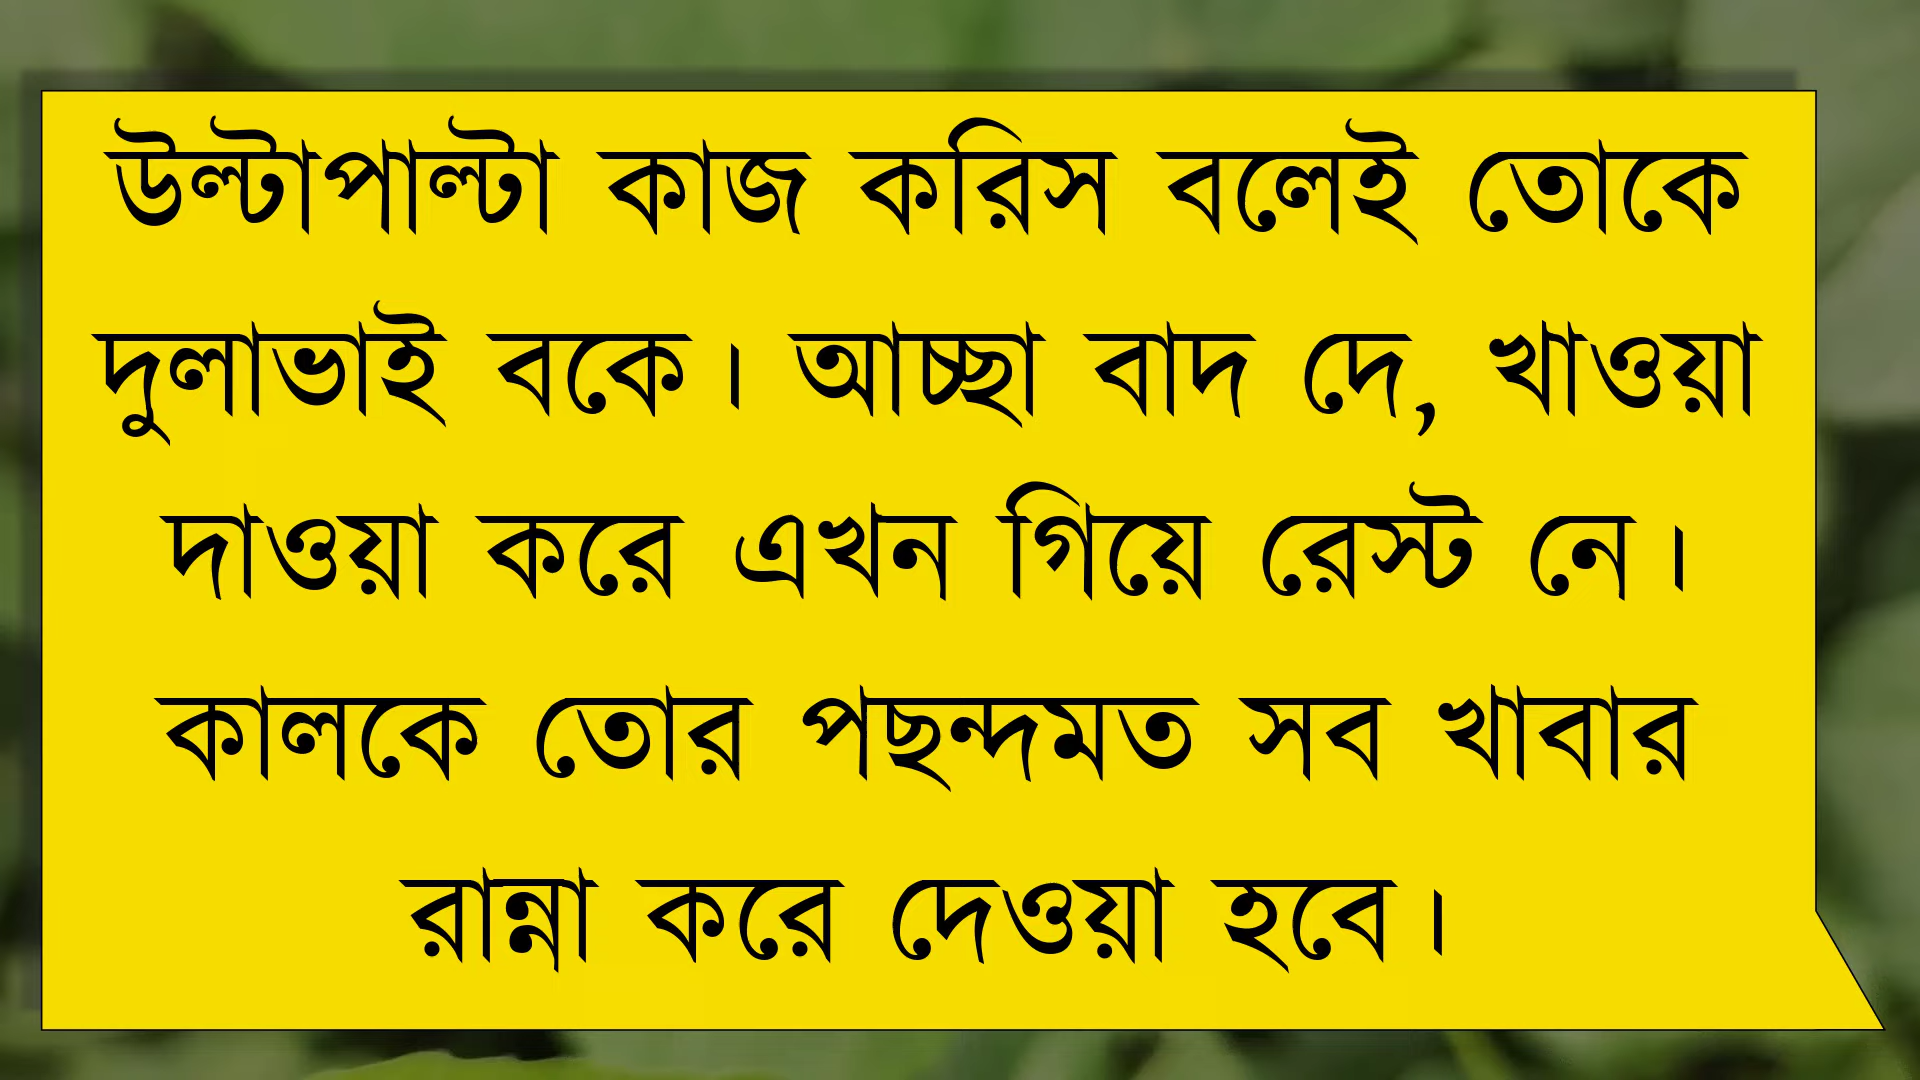 উল্টাপাল্টা কাজ করিস বলেই তোকে
দুলাভাই বকে। আচ্ছা বাদ দে, খাওয়া
দাওয়া করে এখন গিয়ে রেস্ট নে।
কালকে তোর পছন্দমত সব খাবার
রান্না করে দেওয়া হবে।